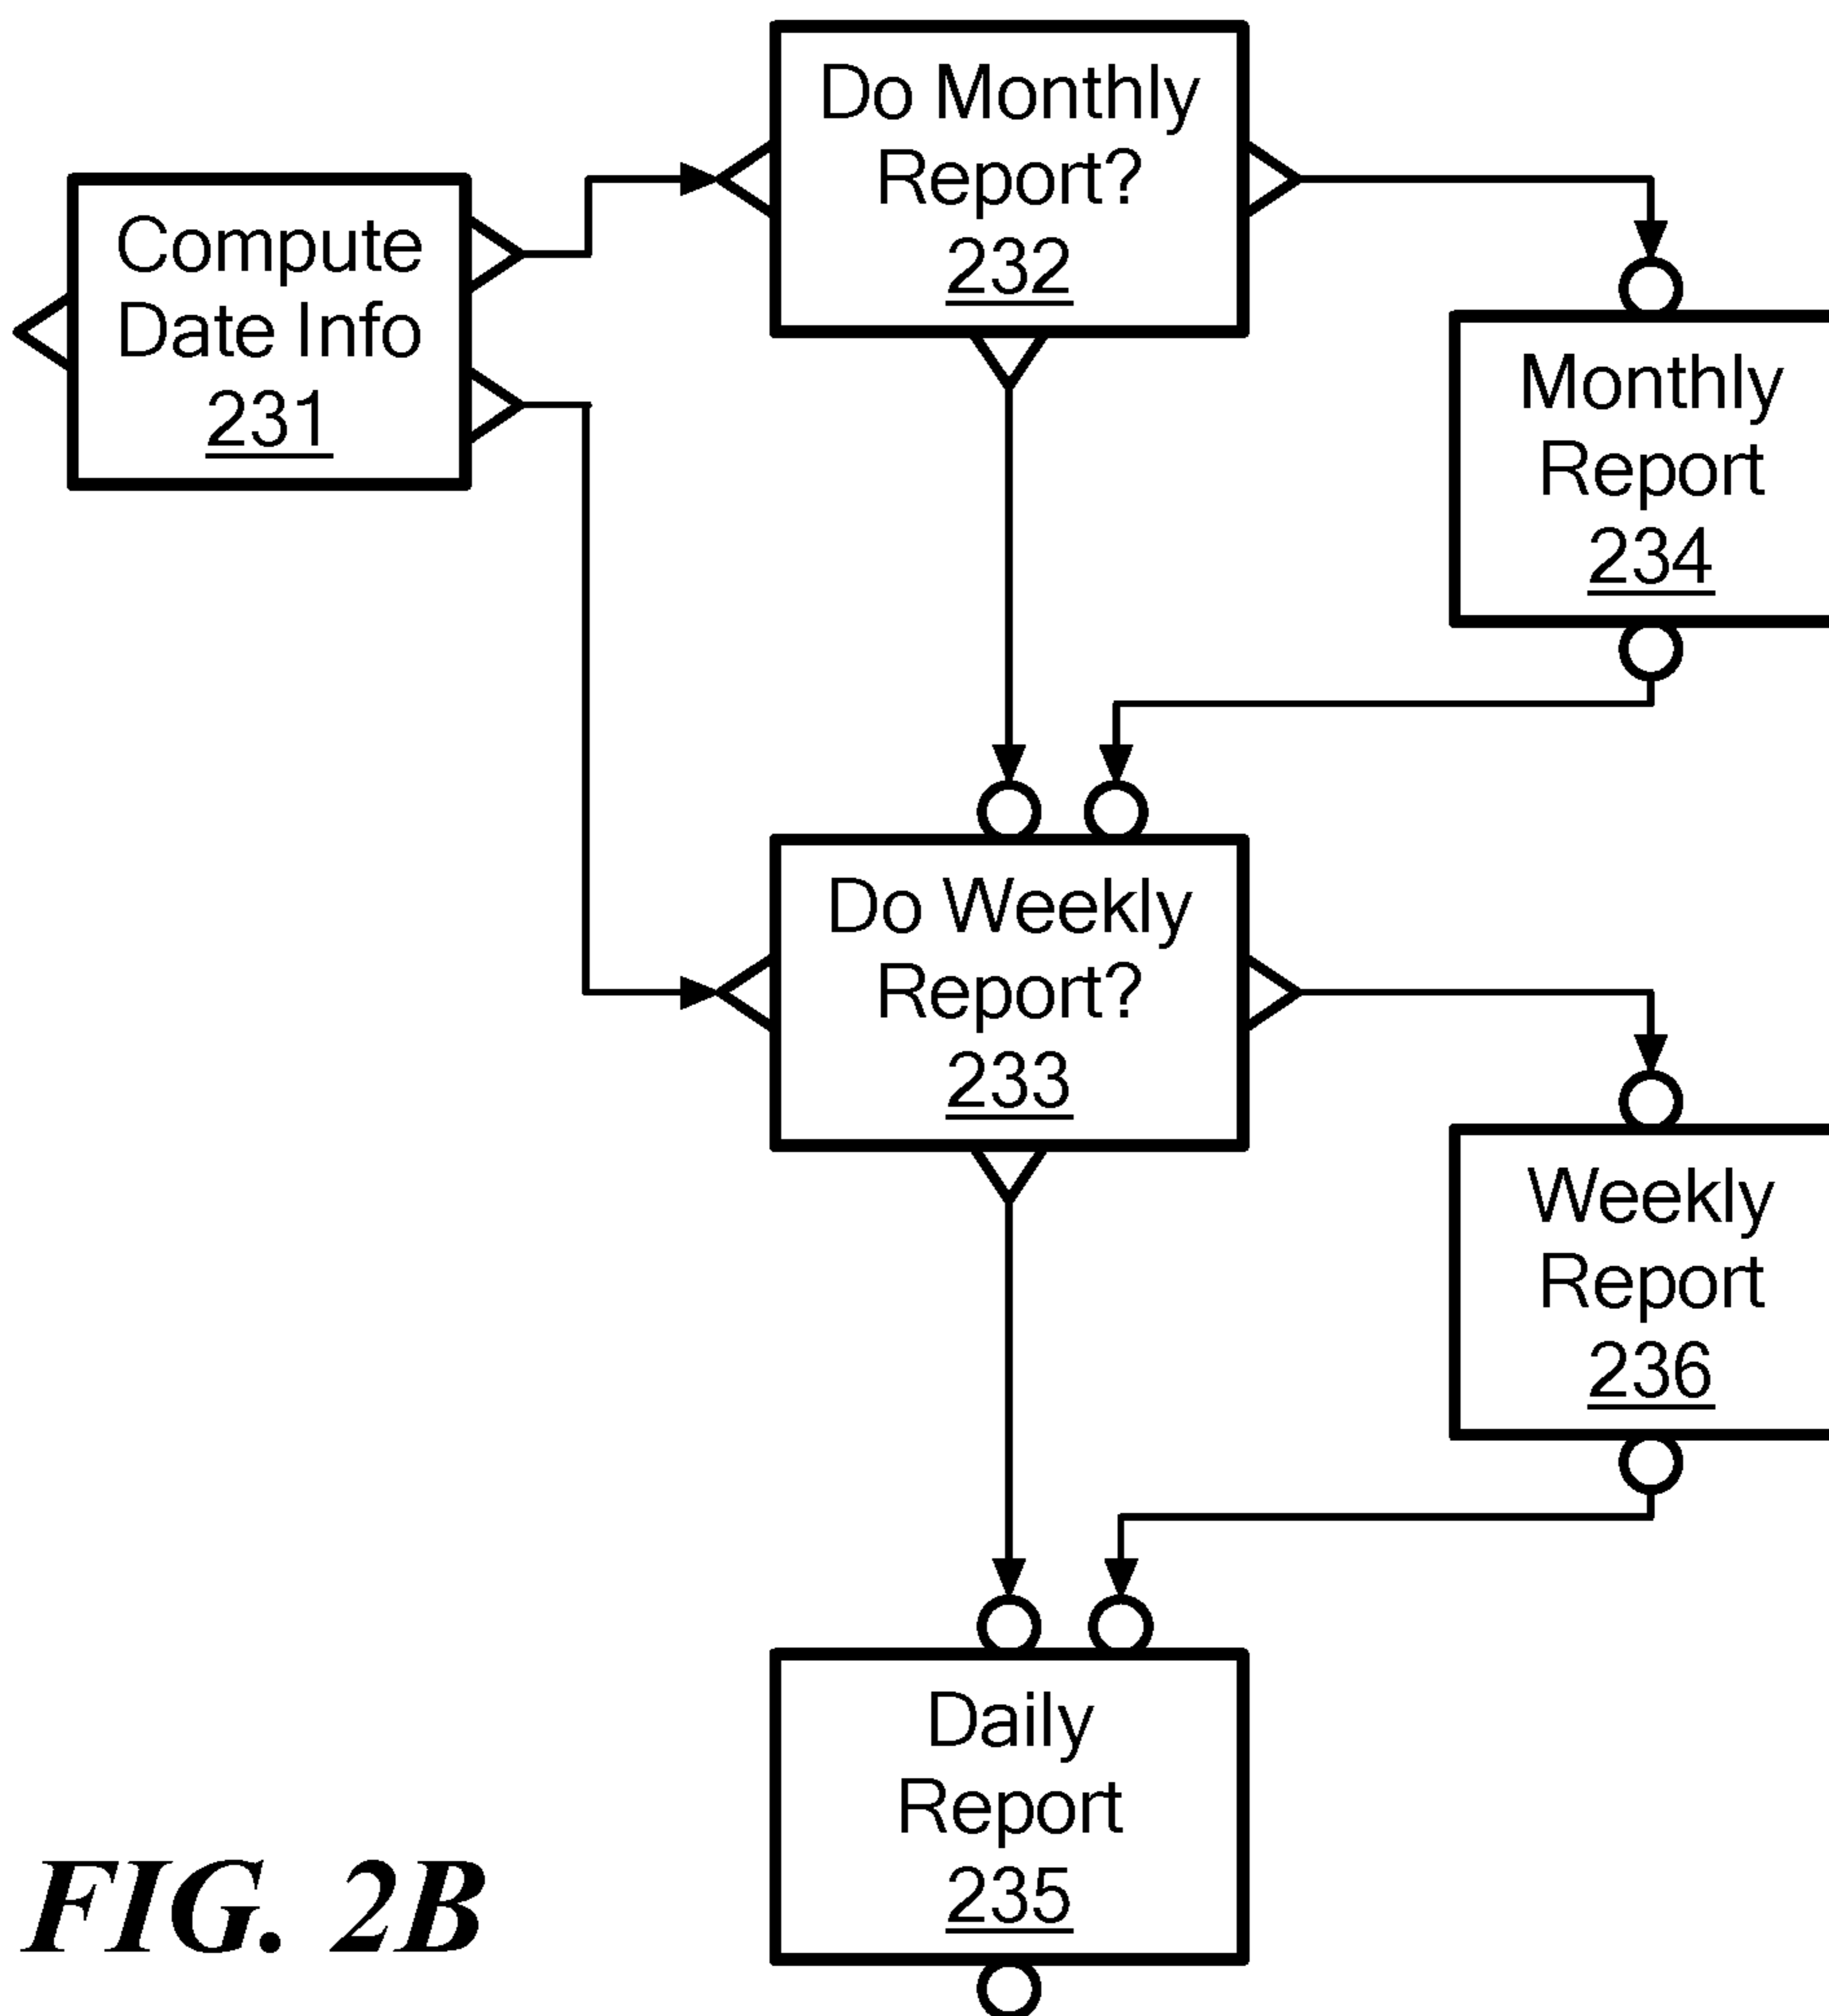 Do Monthly
Report?
232
Compute
Date Info
231
Monthly
Report
234
Do Weekly
Report?
233
Weekly
Report
236
Daily
Report
235
FIG. 2B